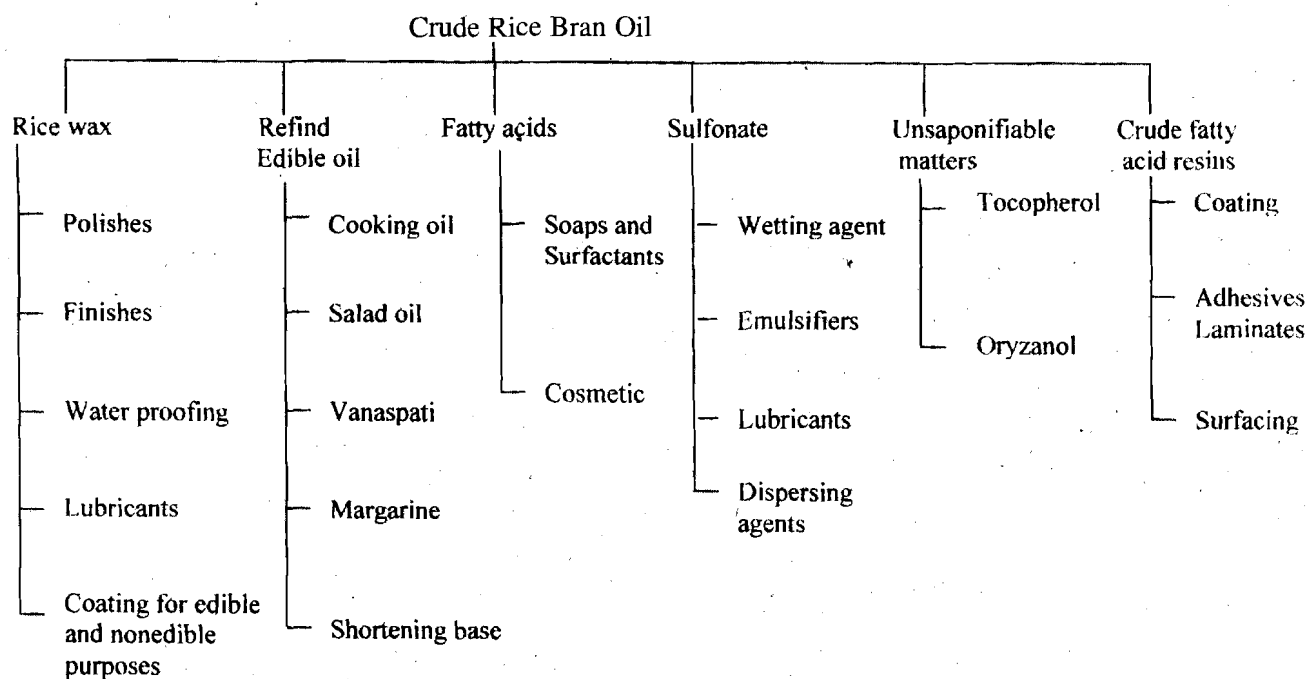 Crude Rice Bran Oil
Rice wax
Polishes
Finishes
Water proofing
Lubricants
Coating for edible
and nonedible
purposes
Refind
Edible oil
Cooking oil
Salad oil
Vanaspati
Margarine
Shortening base
Fatty acids
Soaps and
Surfactants
Cosmetic
Sulfonate
Wetting agent
Emulsifiers
Lubricants
Dispersing
agents
Unsaponifiable
matters
Tocopherol
Oryzanol
Crude fatty
acid resins
Coating
Adhesives
Laminates
Surfacing